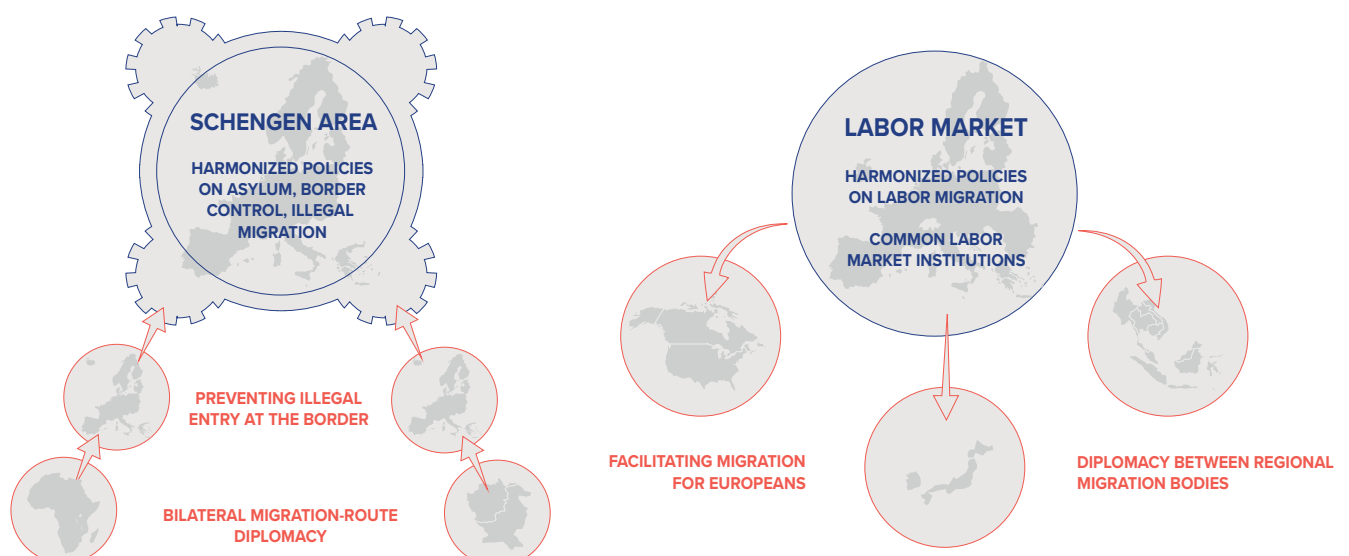 SCHENGEN AREA
HARMONIZED POLICIES
ON ASYLUM, BORDER
CONTROL, ILLEGAL
MIGRATION
PREVENTING ILLEGAL
ENTRY AT THE BORDER
BILATERAL MIGRATION-ROUTE
DIPLOMACY
LABOR MARKET
HARMONIZED POLICIES
ON LABOR MIGRATION
COMMON LABOR
MARKET INSTITUTIONS
FACILITATING MIGRATION
FOR EUROPEANS
DIPLOMACY BETWEEN REGIONAL
MIGRATION BODIES